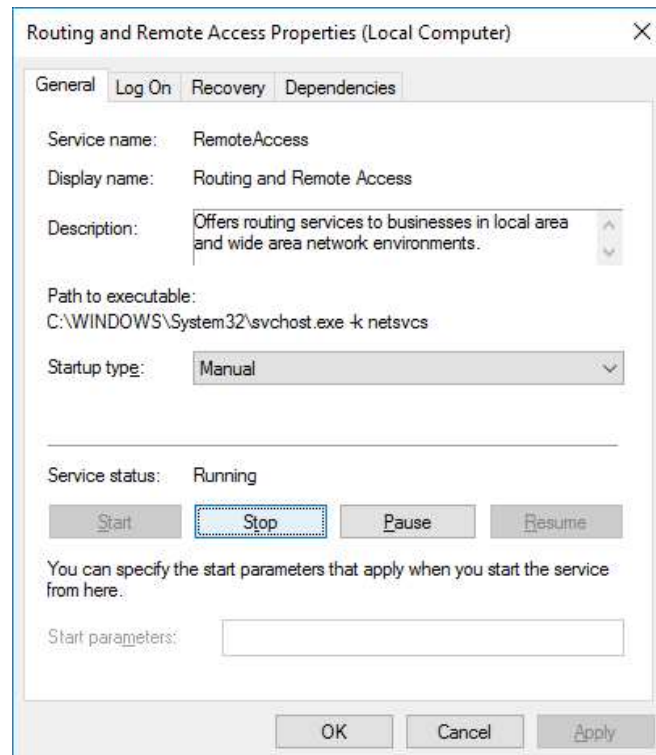 Routing and Remote Access Properties (Local Computer)
General Log On Recovery Dependencies
Service name: RemoteAccess
Display name: Routing and Remote Access
Description: Offers routing services to businesses in local area
and wide area network environments.
Path to executable:
C:\WINDOWS\System32\svchost.exe -k netsvcs
Startup type: Manual
Service status: Running
Start Stop Pause Resume
You can specify the start parameters that apply when you start the service
from here.
Start parameters:
OK Cancel Apply